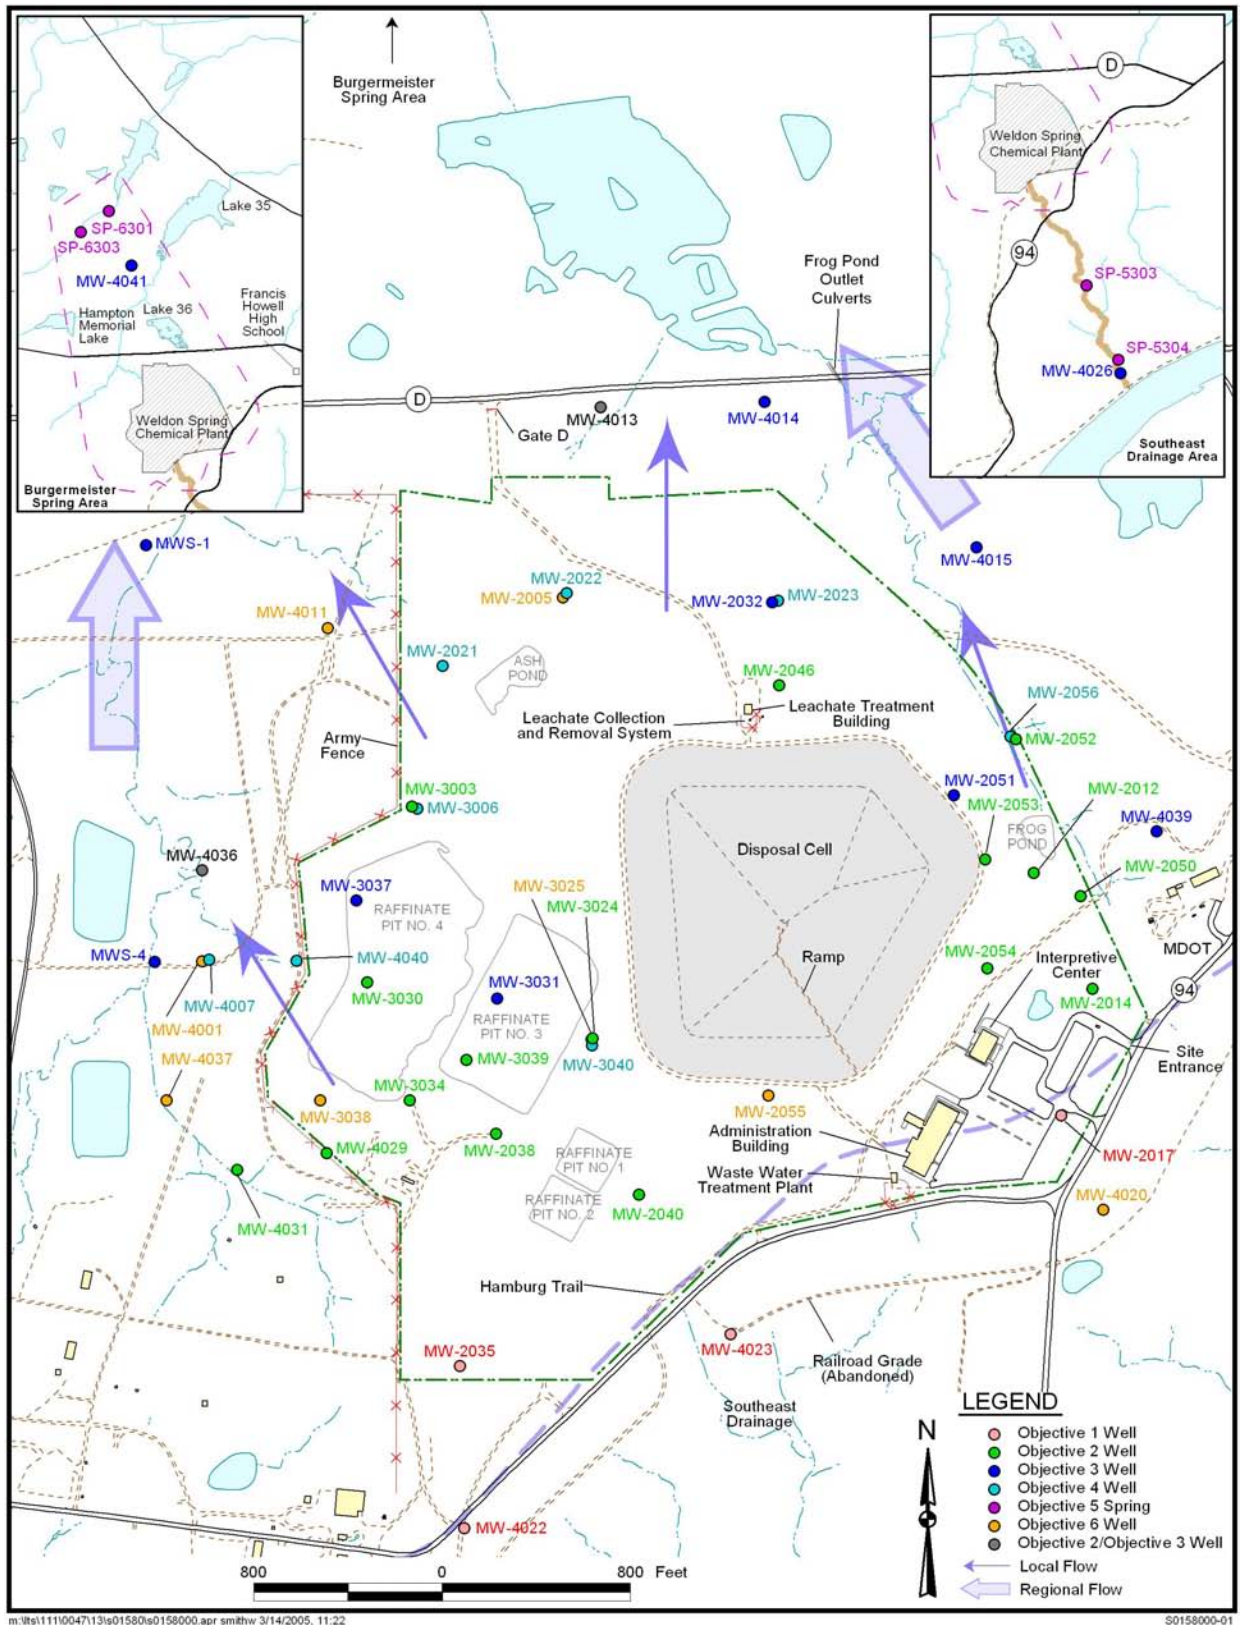 Burgermeister
Spring Area
Lake 35
SP-6301
SP-6303
MW-4041
Hampton
Memorial
Lake
Lake 36
Francis
Howell
High
School
Weldon Spring
Chemical Plant
Burgermeister
Spring Area
D
Weldon Spring
Chemical Plant
94
SP-5303
SP-5304
MW-4026
Southeast
Drainage Area
Frog Pond
Outlet
Culverts
D
Gate D
MW-4013
MW-4014
MWS-1
MW-4015
MW-2022
MW-2005
MW-2032
MW-2023
MW-4011
MW-2021
ASH
POND
MW-2046
Leachate Collection
and Removal System
Leachate Treatment
Building
MW-2056
MW-2052
Army
Fence
MW-3003
MW-3006
MW-2051
MW-2053
MW-2012
FROG
POND
MW-4039
MW-4036
Disposal Cell
MW-2050
MW-3037
RAFFINATE
PIT NO. 4
MW-3025
MW-3024
MWS-4
MW-4007
MW-4001
MW-4040
MW-3030
MW-3031
RAFFINATE
PIT NO. 3
Ramp
MW-2054
Interpretive
Center
MDOT
94
MW-2014
MW-4037
MW-3039
MW-3040
Site
Entrance
MW-3034
MW-3038
MW-2055
Administration
Building
MW-4029
MW-2038
RAFFINATE
PIT NO. 1
MW-2017
Waste Water
Treatment Plant
RAFFINATE
PIT NO. 2
MW-2040
MW-4020
MW-4031
Hamburg Trail
MW-2035
MW-4023
Railroad Grade
(Abandoned)
Southeast
Drainage
MW-4022
N
LEGEND
Objective 1 Well
Objective 2 Well
Objective 3 Well
Objective 4 Well
Objective 5 Spring
Objective 6 Well
Objective 2/Objective 3 Well
Local Flow
Regional Flow
800 0 800 Feet
m:\lts\111\0047\13\s01580\s0158000.apr smithw 3/14/2005, 11:22
S0158000-01